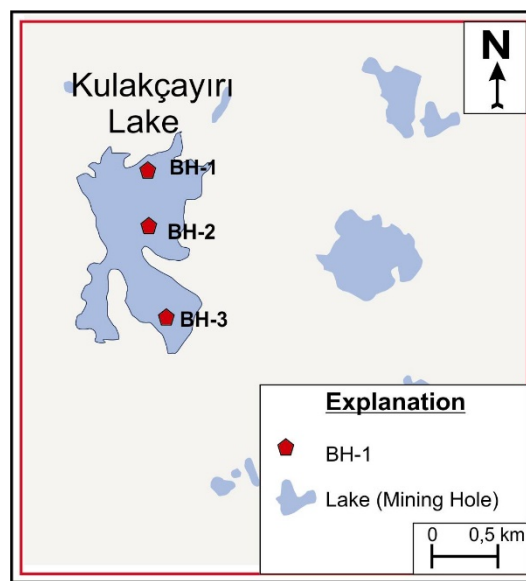 N
Kulakçayırı
Lake
BH-1
BH-2
BH-3
Explanation
BH-1
Lake (Mining Hole)
0 0,5 km